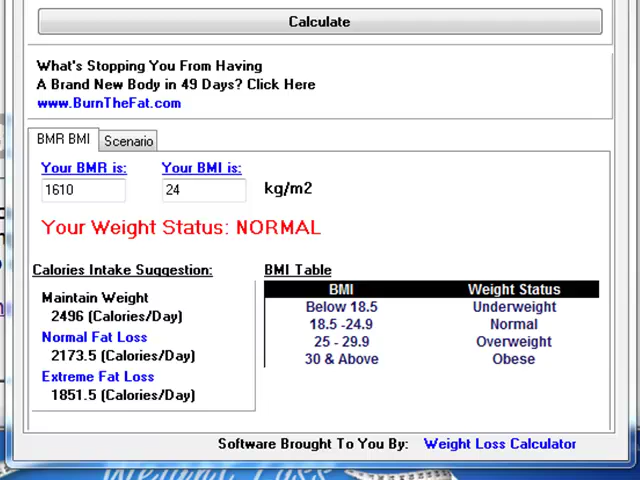 Calculate
What's Stopping You From Having
A Brand New Body in 49 Days? Click Here
www.BurnTheFat.com
BMR BMI Scenario
Your BMR is: Your BMI is:
1610 24 kg/m2
Your Weight Status: NORMAL
Calories Intake Suggestion:
Maintain Weight
2496 (Calories/Day)
Normal Fat Loss
2173.5 (Calories/Day)
Extreme Fat Loss
1851.5 (Calories/Day)
BMI Table
BMI Weight Status
Below 18.5 Underweight
18.5 -24.9 Normal
25 - 29.9 Overweight
30 & Above Obese
Software Brought To You By: Weight Loss Calculator
Weight Loss